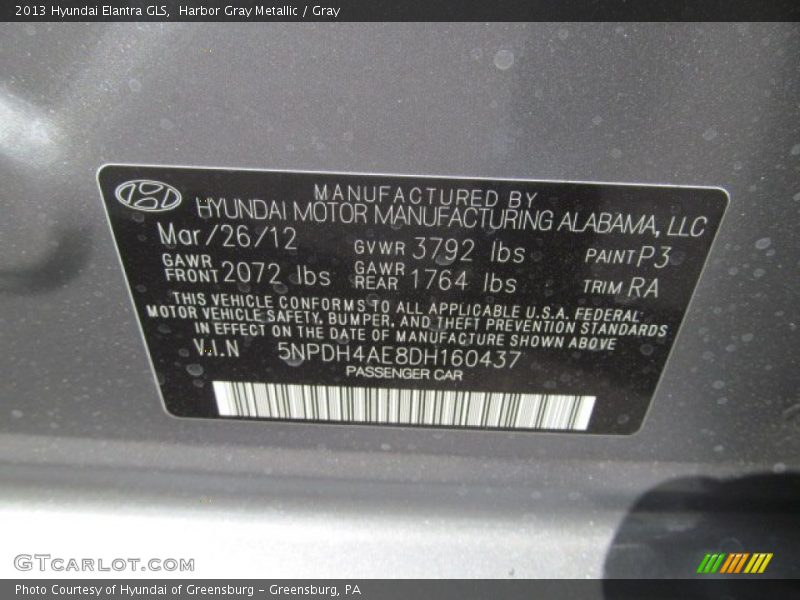 2013 Hyundai Elantra GLS, Harbor Gray Metallic / Gray
MANUFACTURED BY
HYUNDAI MOTOR MANUFACTURING ALABAMA, LLC
Mar/26/12 GVWR 3792 lbs PAINT P3
GAWR FRONT 2072 lbs GAWR REAR 1764 lbs TRIM RA
THIS VEHICLE CONFORMS TO ALL APPLICABLE U.S.A. FEDERAL
MOTOR VEHICLE SAFETY, BUMPER, AND THEFT PREVENTION STANDARDS
IN EFFECT ON THE DATE OF MANUFACTURE SHOWN ABOVE
V.I.N 5NPDH4AE8DH160437
PASSENGER CAR
GTCARLOT.COM
Photo Courtesy of Hyundai of Greensburg - Greensburg, PA